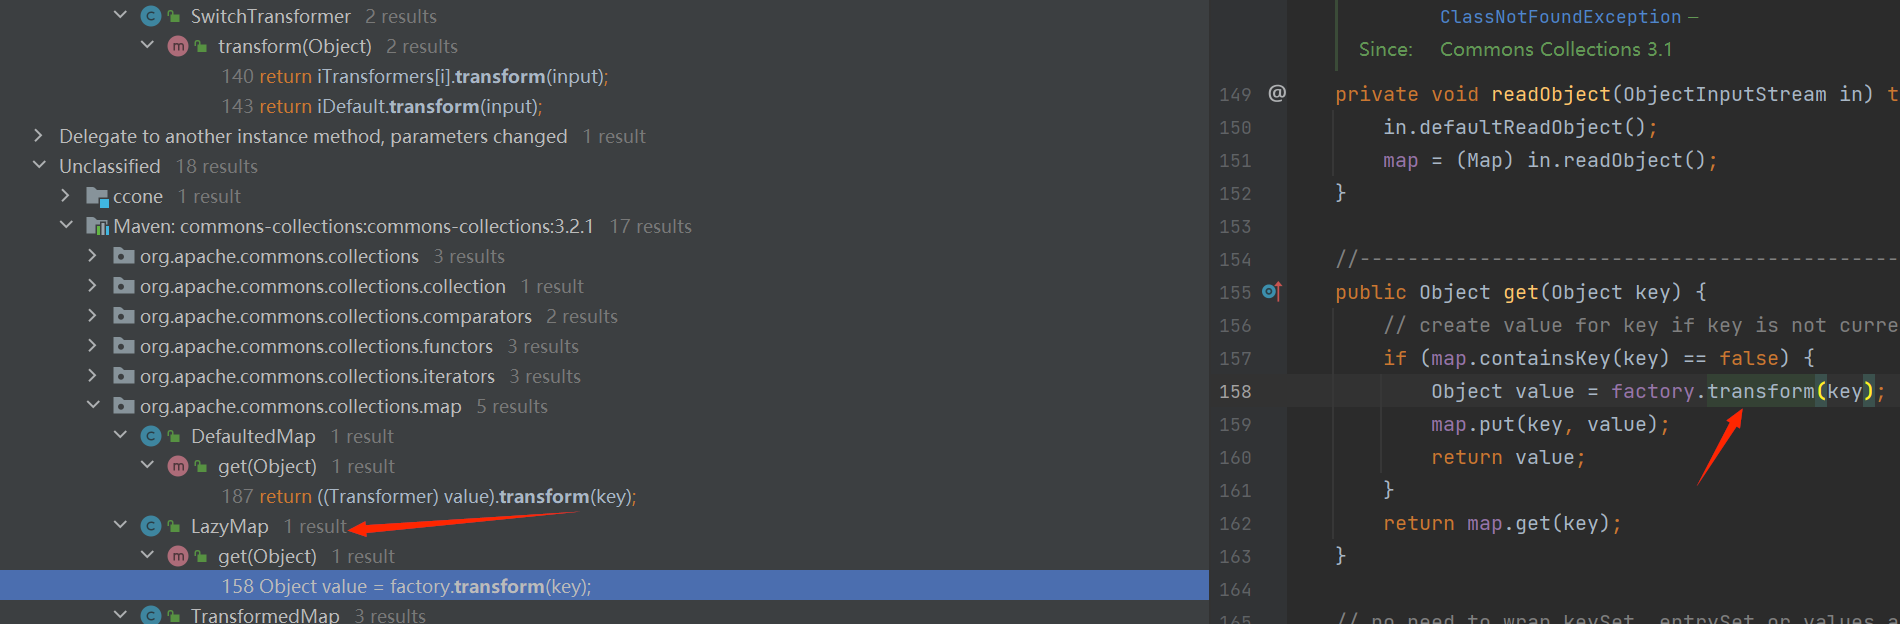 SwitchTransformer 2 results
transform(Object) 2 results
140 return iTransformers[i].transform(input);
143 return iDefault.transform(input);
Delegate to another instance method, parameters changed 1 result
Unclassified 18 results
ccone 1 result
Maven: commons-collections:commons-collections:3.2.1 17 results
org.apache.commons.collections 3 results
org.apache.commons.collections.collection 1 result
org.apache.commons.collections.comparators 2 results
org.apache.commons.collections.functors 3 results
org.apache.commons.collections.iterators 3 results
org.apache.commons.collections.map 5 results
DefaultedMap 1 result
get(Object) 1 result
187 return ((Transformer) value).transform(key);
LazyMap 1 result
get(Object) 1 result
158 Object value = factory.transform(key);
TransformedMap 3 results
ClassNotFoundException –
Since: Commons Collections 3.1
149 @ private void readObject(ObjectInputStream in) t
150 in.defaultReadObject();
151 map = (Map) in.readObject();
152 }
153
154 //-----------------------------------------------
155 public Object get(Object key) {
156 // create value for key if key is not curre
157 if (map.containsKey(key) == false) {
158 Object value = factory.transform(key);
159 map.put(key, value);
160 return value;
161 }
162 return map.get(key);
163 }
164
165 // no need to wrap keySet, entrySet or values a